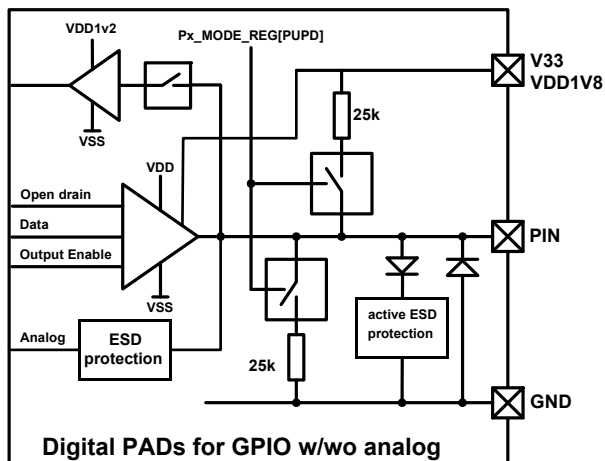 VDD1v2
Px_MODE_REG[PUPD]
V33
VDD1V8
25k
VSS
VDD
Open drain
Data
Output Enable
PIN
VSS
Analog
ESD
protection
active ESD
protection
25k
GND
Digital PADs for GPIO w/wo analog